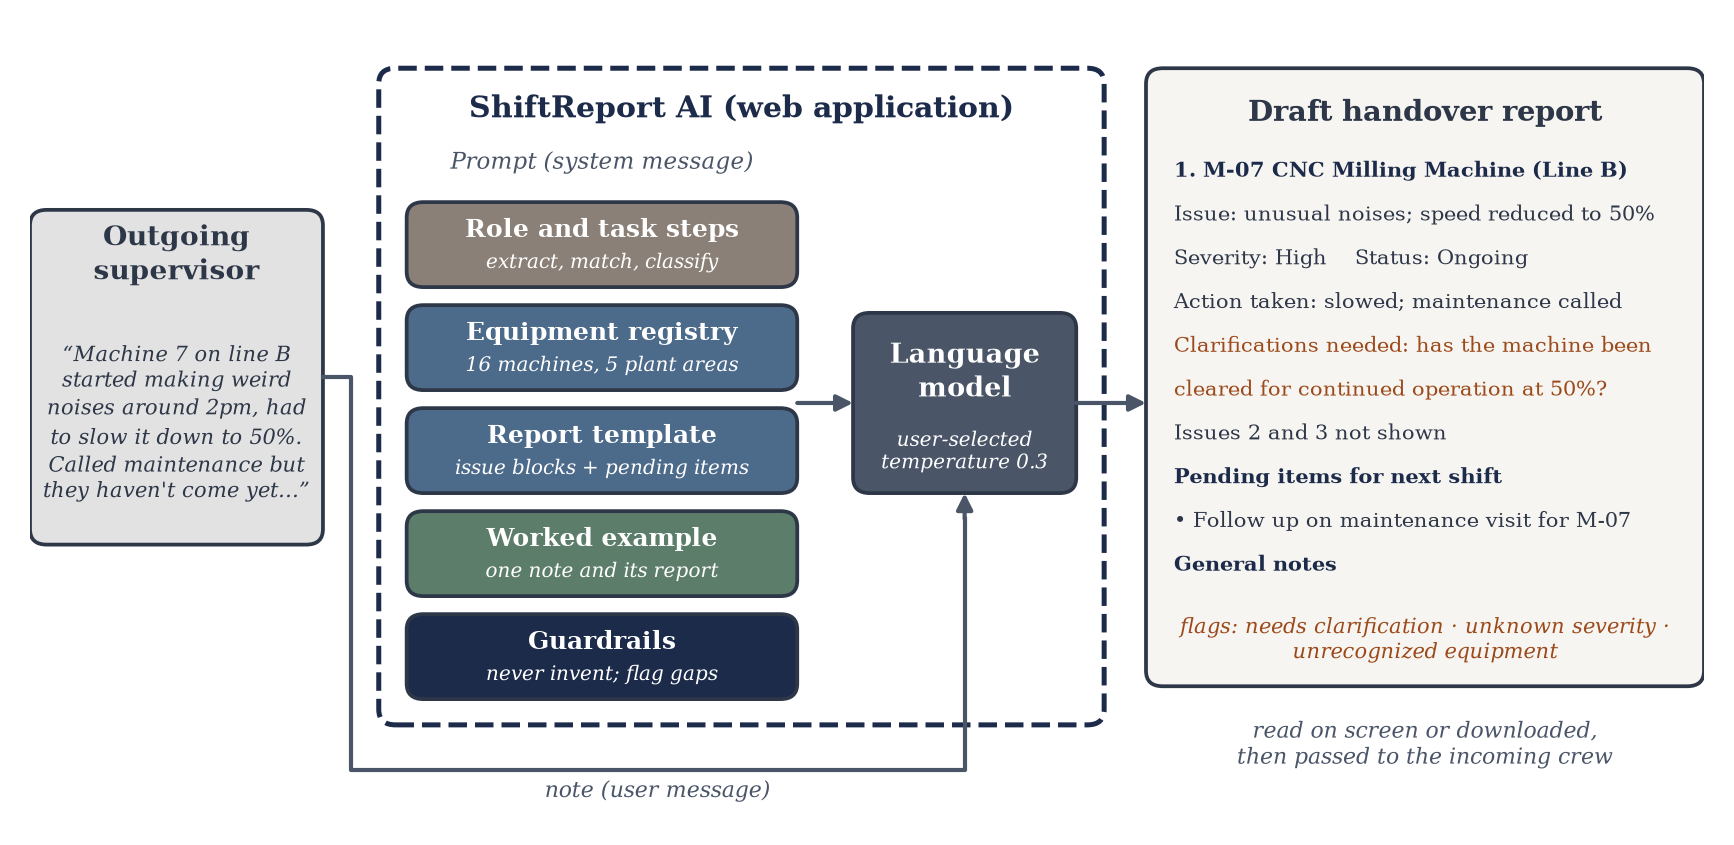 Outgoing
supervisor
“Machine 7 on line B
started making weird
noises around 2pm, had
to slow it down to 50%.
Called maintenance but
they haven't come yet…”
ShiftReport AI (web application)
Prompt (system message)
Role and task steps
extract, match, classify
Equipment registry
16 machines, 5 plant areas
Report template
issue blocks + pending items
Worked example
one note and its report
Guardrails
never invent; flag gaps
Language
model
user-selected
temperature 0.3
note (user message)
Draft handover report
1. M-07 CNC Milling Machine (Line B)
Issue: unusual noises; speed reduced to 50%
Severity: High    Status: Ongoing
Action taken: slowed; maintenance called
Clarifications needed: has the machine been
cleared for continued operation at 50%?
Issues 2 and 3 not shown
Pending items for next shift
• Follow up on maintenance visit for M-07
General notes
flags: needs clarification · unknown severity ·
unrecognized equipment
read on screen or downloaded,
then passed to the incoming crew